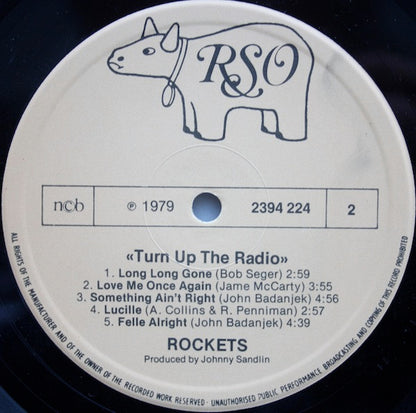 RSO
ncb
℗ 1979
2394 224
2
«Turn Up The Radio»
1. Long Long Gone (Bob Seger) 2:59
2. Love Me Once Again (Jame McCarty) 3:55
3. Something Ain't Right (John Badanjek) 4:56
4. Lucille (A. Collins & R. Penniman) 2:57
5. Felle Alright (John Badanjek) 4:39
ROCKETS
Produced by Johnny Sandlin
ALL RIGHTS OF THE MANUFACTURER AND OF THE OWNER OF THE RECORDED WORK RESERVED · UNAUTHORISED PUBLIC PERFORMANCE BROADCASTING AND COPYING OF THIS RECORD PROHIBITED